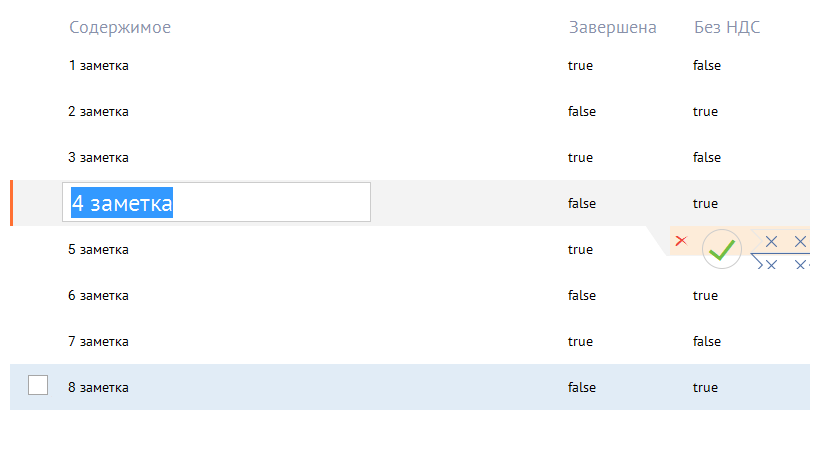 Содержимое Завершена Без НДС
1 заметка true false
2 заметка false true
3 заметка true false
4 заметка false true
5 заметка true
6 заметка false true
7 заметка true false
8 заметка false true